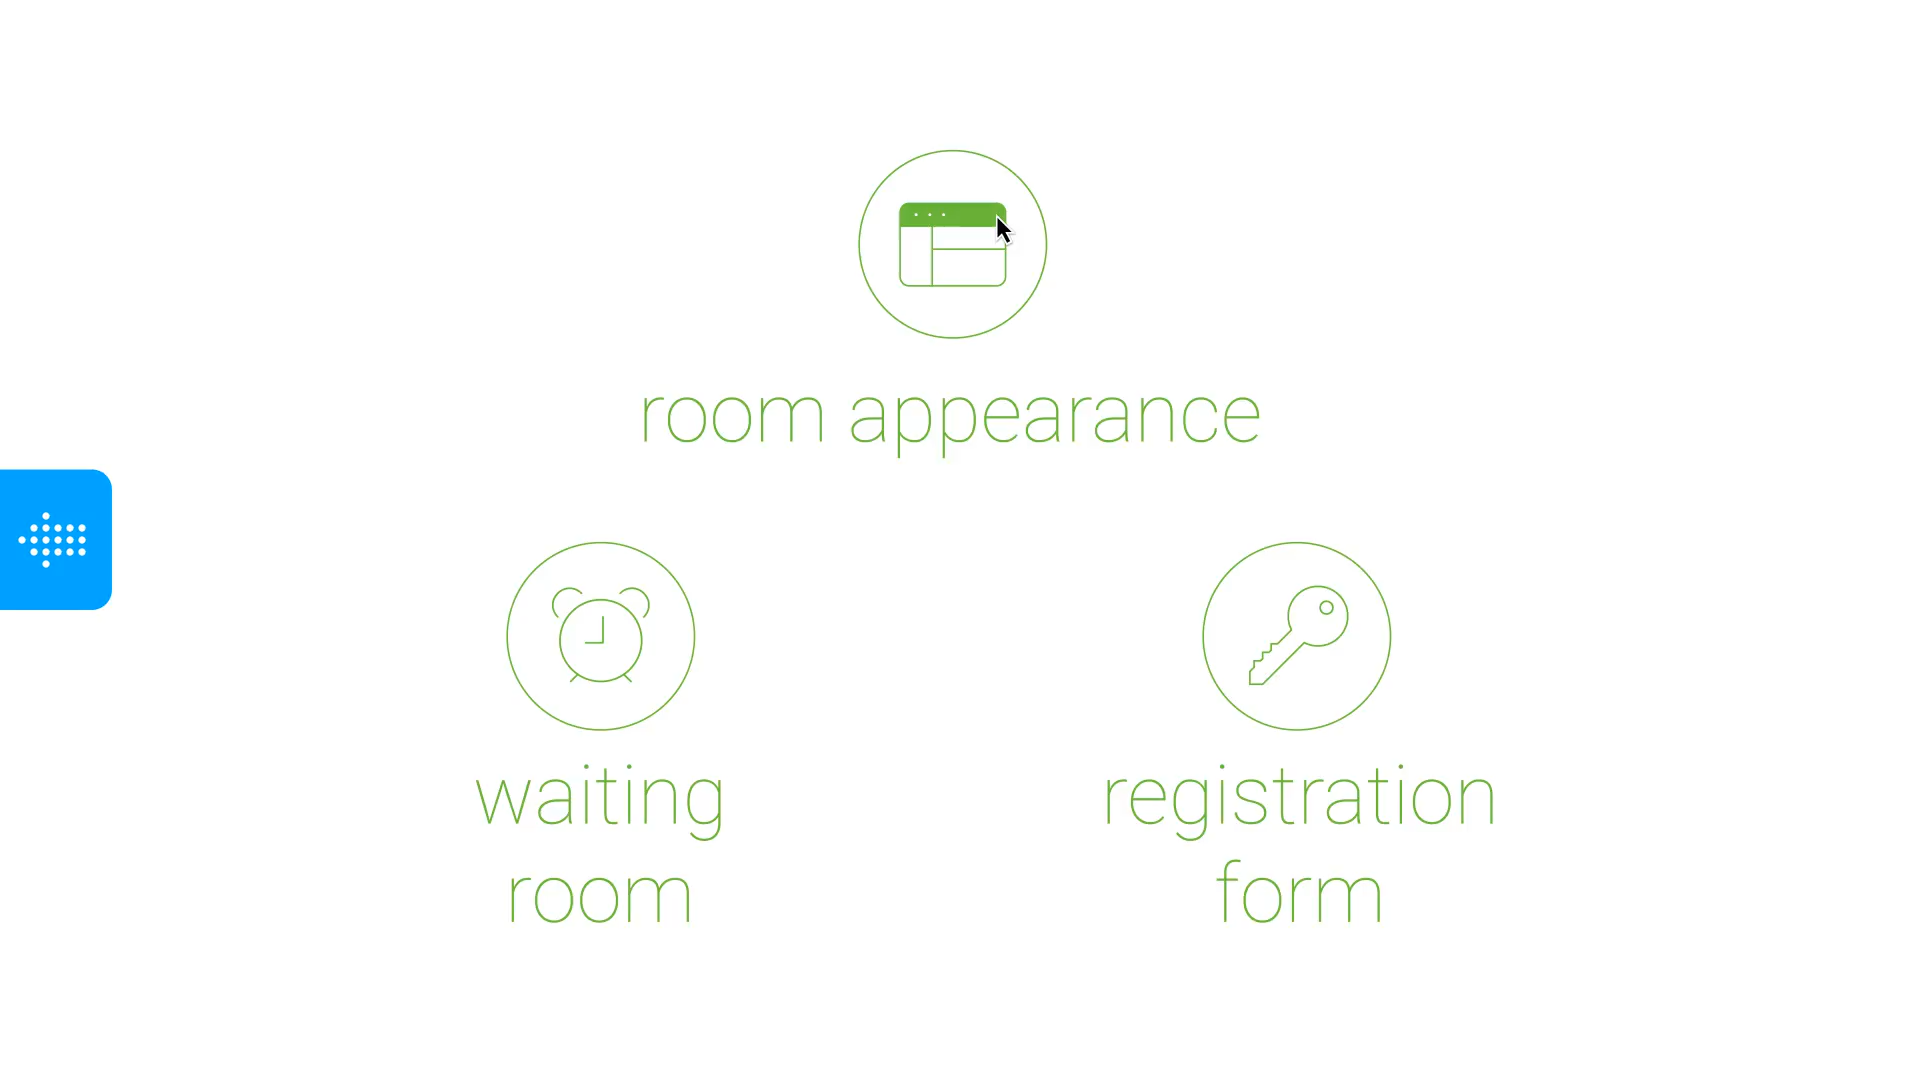 room appearance
waiting
room
registration
form